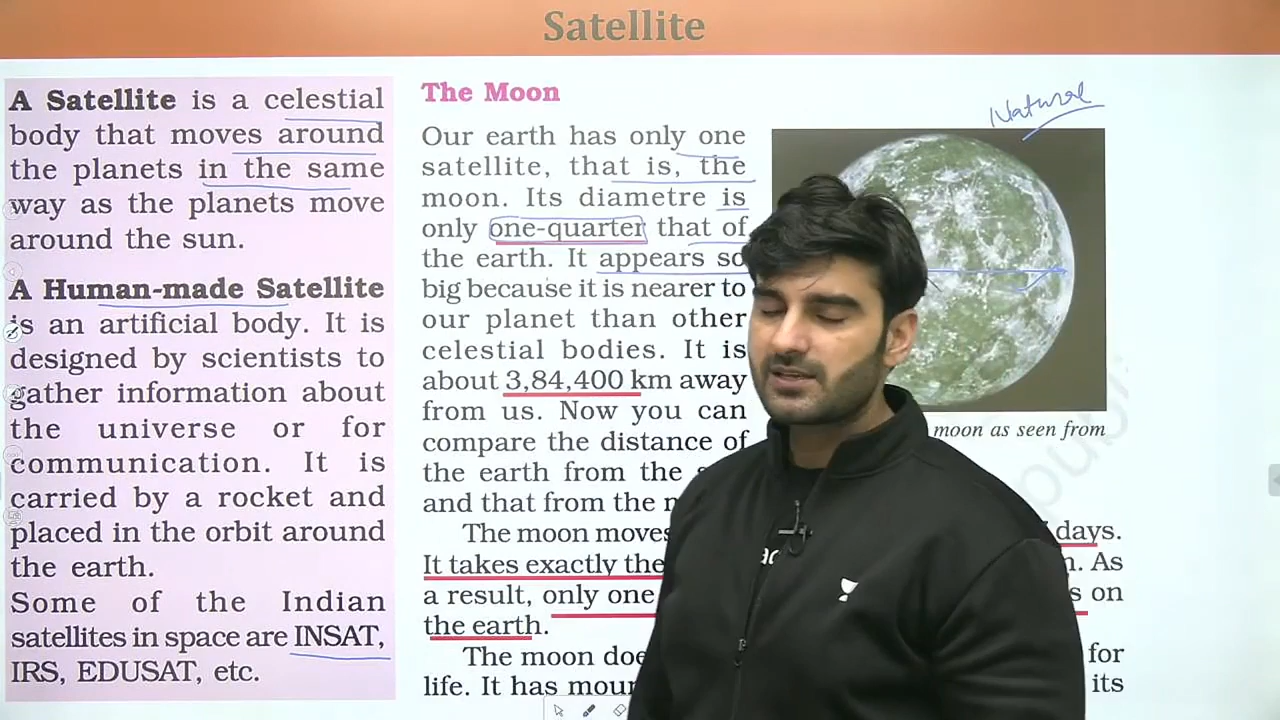 Satellite
A Satellite is a celestial
body that moves around
the planets in the same
way as the planets move
around the sun.
A Human-made Satellite
is an artificial body. It is
designed by scientists to
gather information about
the universe or for
communication. It is
carried by a rocket and
placed in the orbit around
the earth.
Some of the Indian
satellites in space are INSAT,
IRS, EDUSAT, etc.
The Moon
Our earth has only one
satellite, that is, the
moon. Its diametre is
only one-quarter that of
the earth. It appears so
big because it is nearer to
our planet than other
celestial bodies. It is
about 3,84,400 km away
from us. Now you can
compare the distance of
the earth from the
and that from the
The moon moves days.
It takes exactly As
a result, only one on
the earth.
The moon for
life. It has its
Natural
moon as seen from